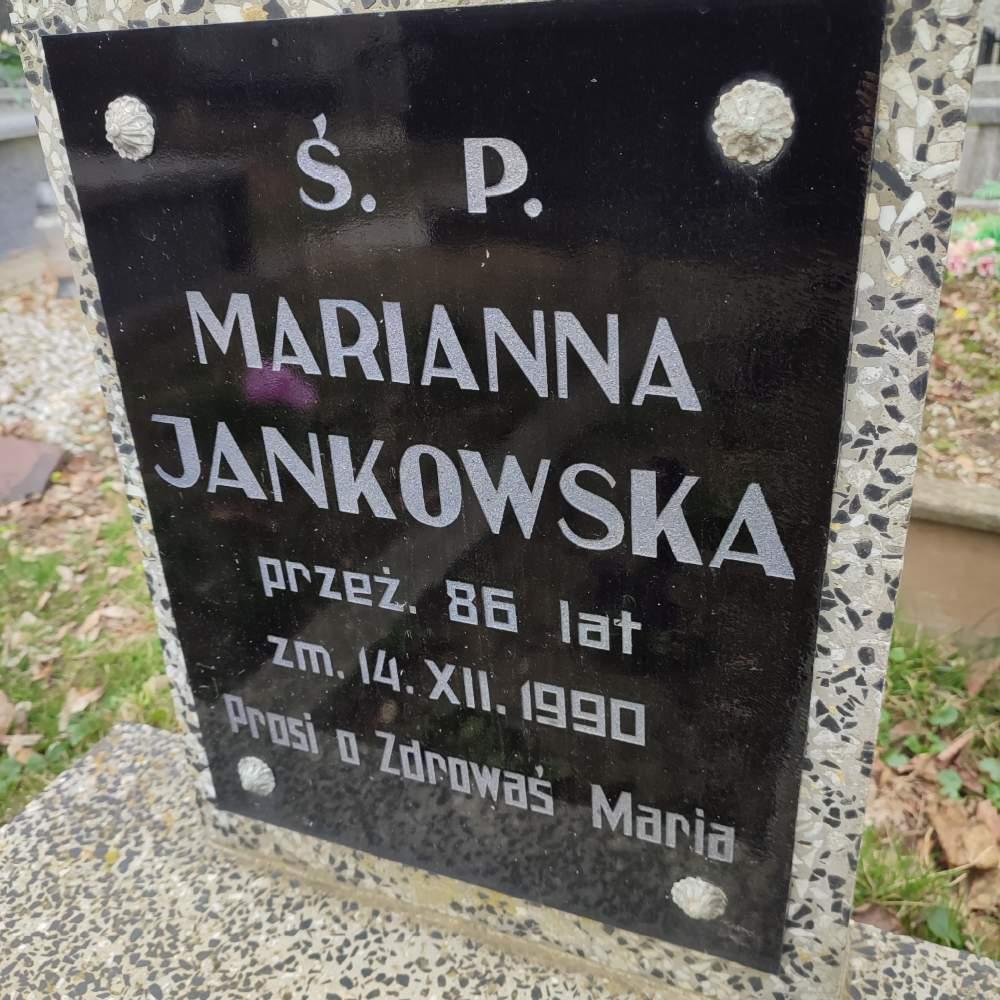 Ś. P.
MARIANNA
JANKOWSKA
przeż. 86 lat
zm. 14. XII. 1990
Prosi o Zdrowaś Maria